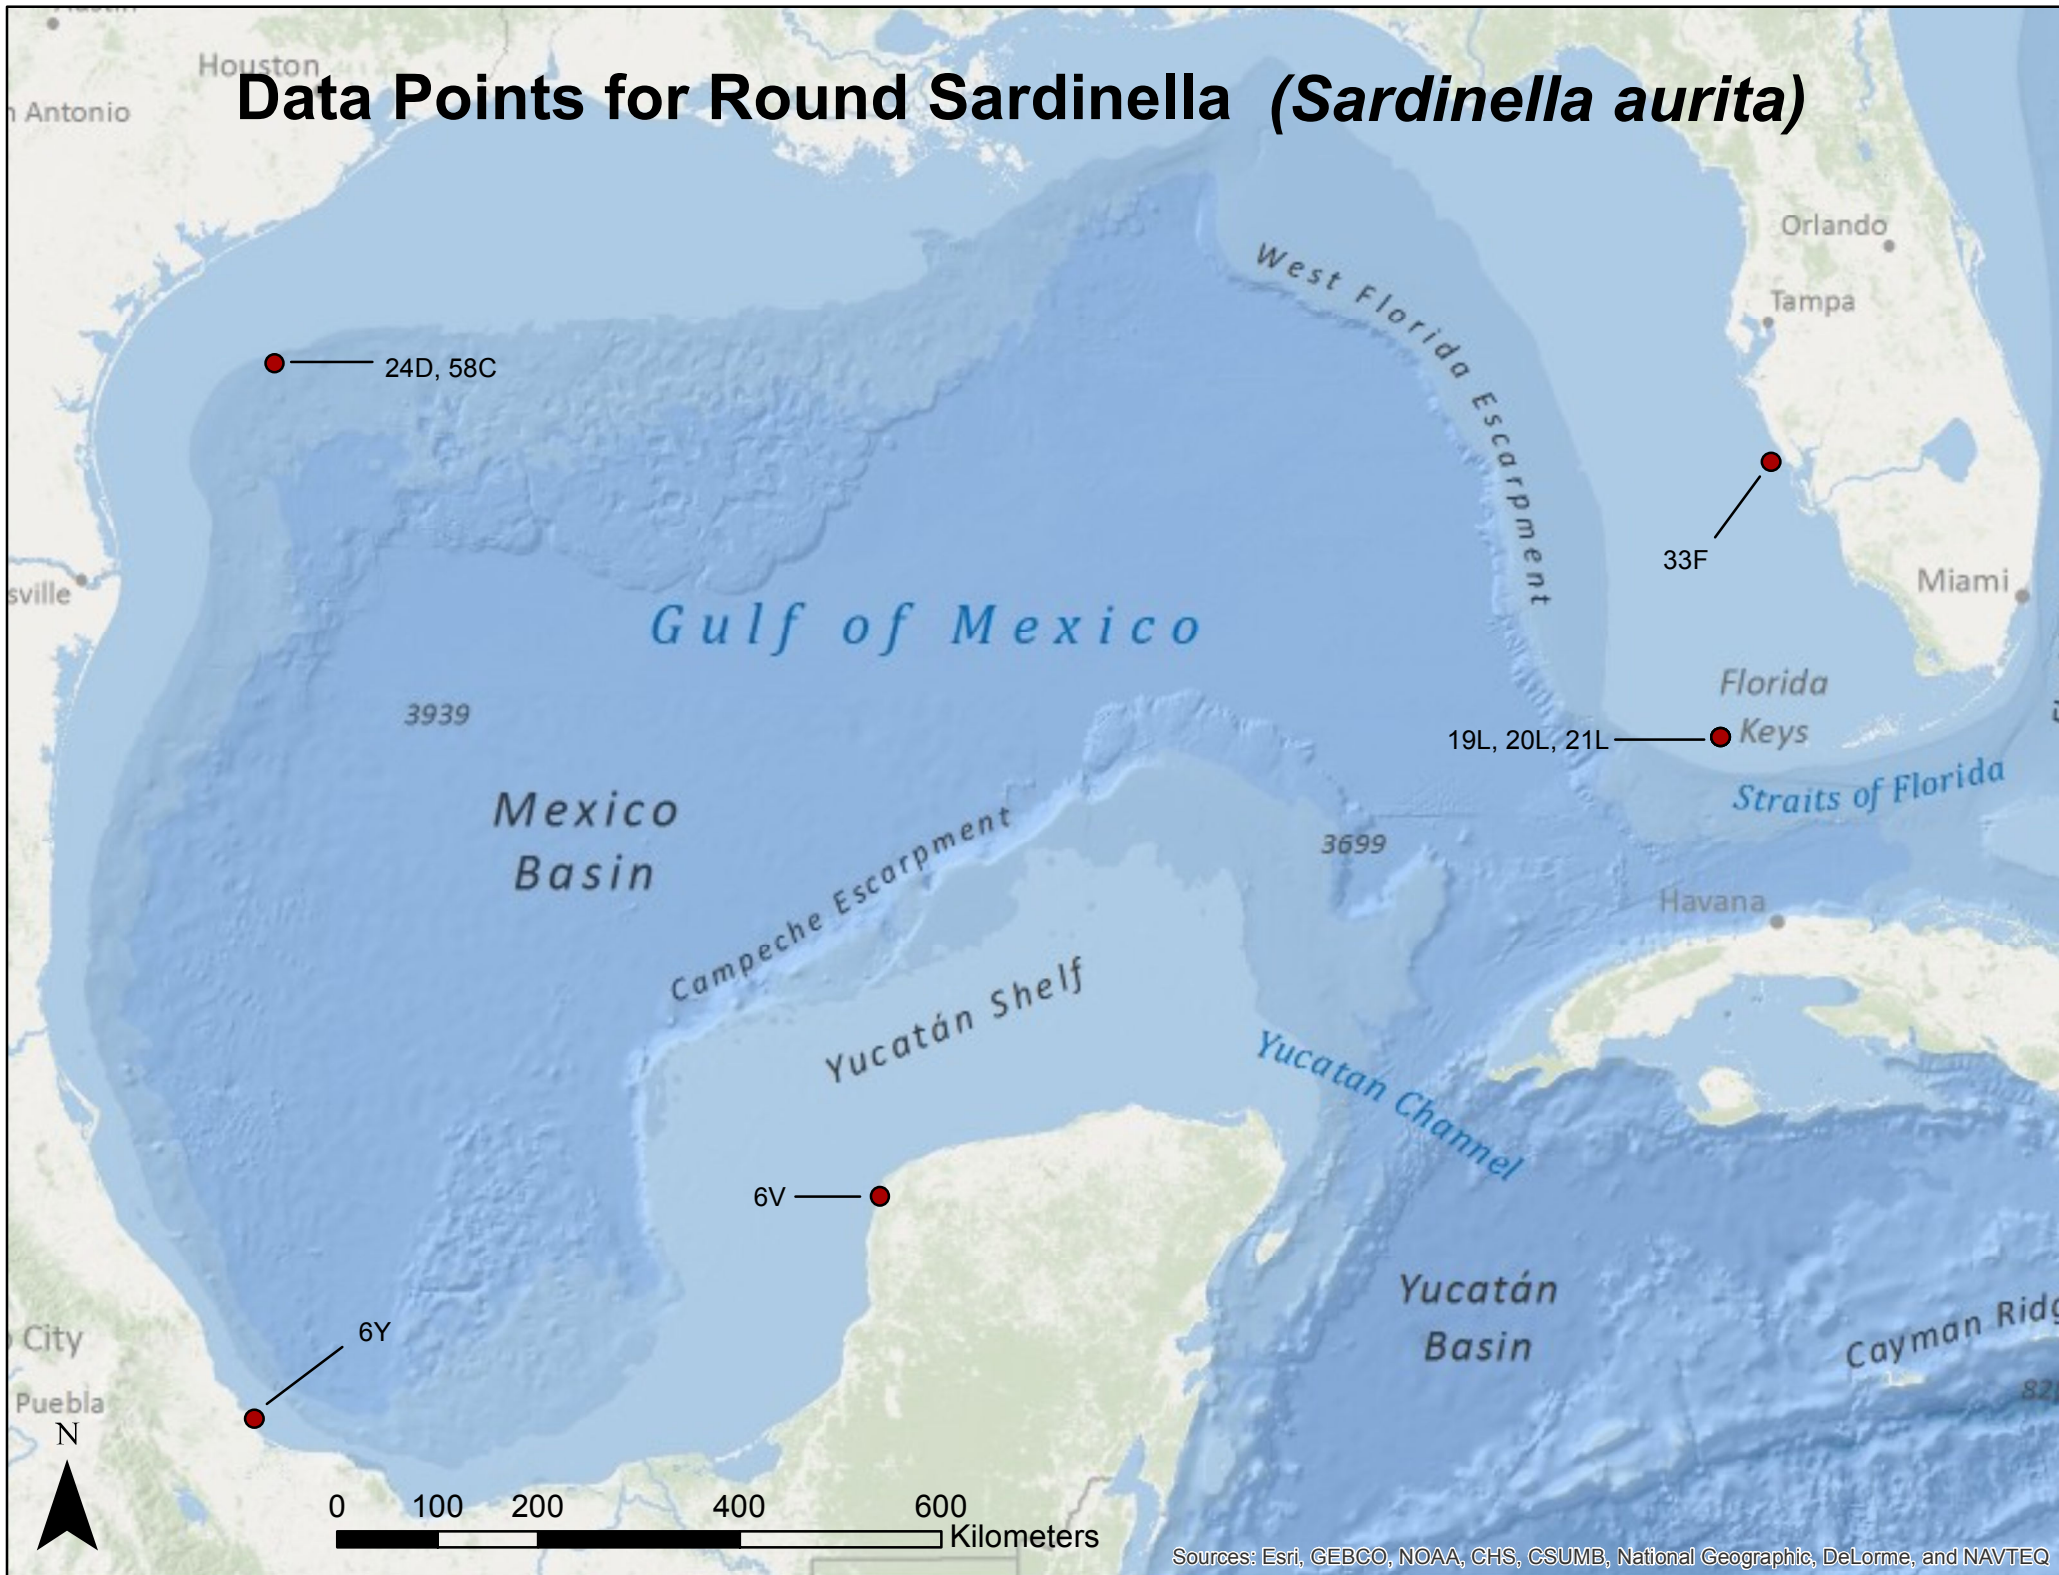 Austin
Houston
Data Points for Round Sardinella (Sardinella aurita)
n Antonio
Orlando
West Florida Escarpment
Tampa
24D, 58C
33F
sville
Miami
Gulf of Mexico
Florida
Keys
3939
19L, 20L, 21L
Straits of Florida
Mexico
Basin
Campeche Escarpment
3699
Havana
Yucatán Shelf
Yucatan Channel
6V
Yucatán
Basin
Cayman Ridg
City
6Y
Puebla
82
N
0 100 200 400 600
Kilometers
Sources: Esri, GEBCO, NOAA, CHS, CSUMB, National Geographic, DeLorme, and NAVTEQ